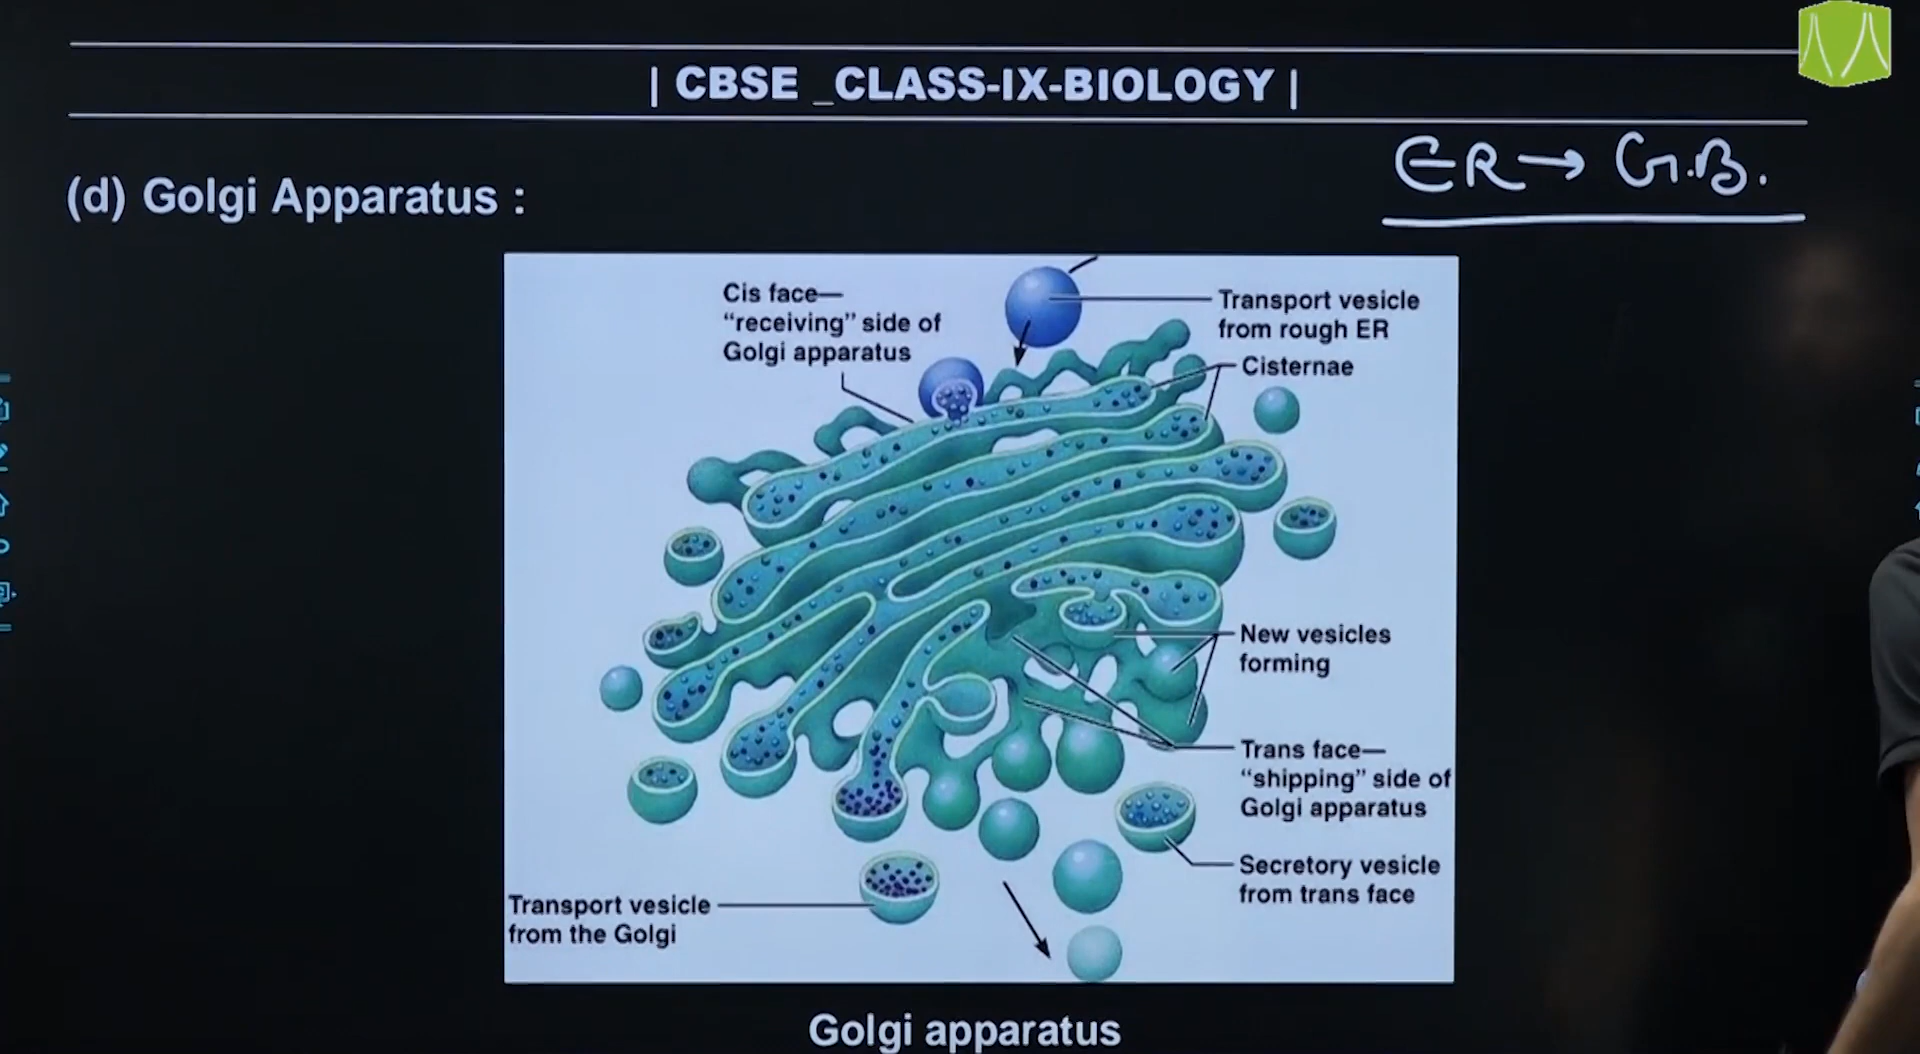 | CBSE _CLASS-IX-BIOLOGY |
ER → G.B.
(d) Golgi Apparatus :
Cis face—
“receiving” side of
Golgi apparatus
Transport vesicle
from rough ER
Cisternae
New vesicles
forming
Trans face—
“shipping” side of
Golgi apparatus
Secretory vesicle
from trans face
Transport vesicle
from the Golgi
Golgi apparatus